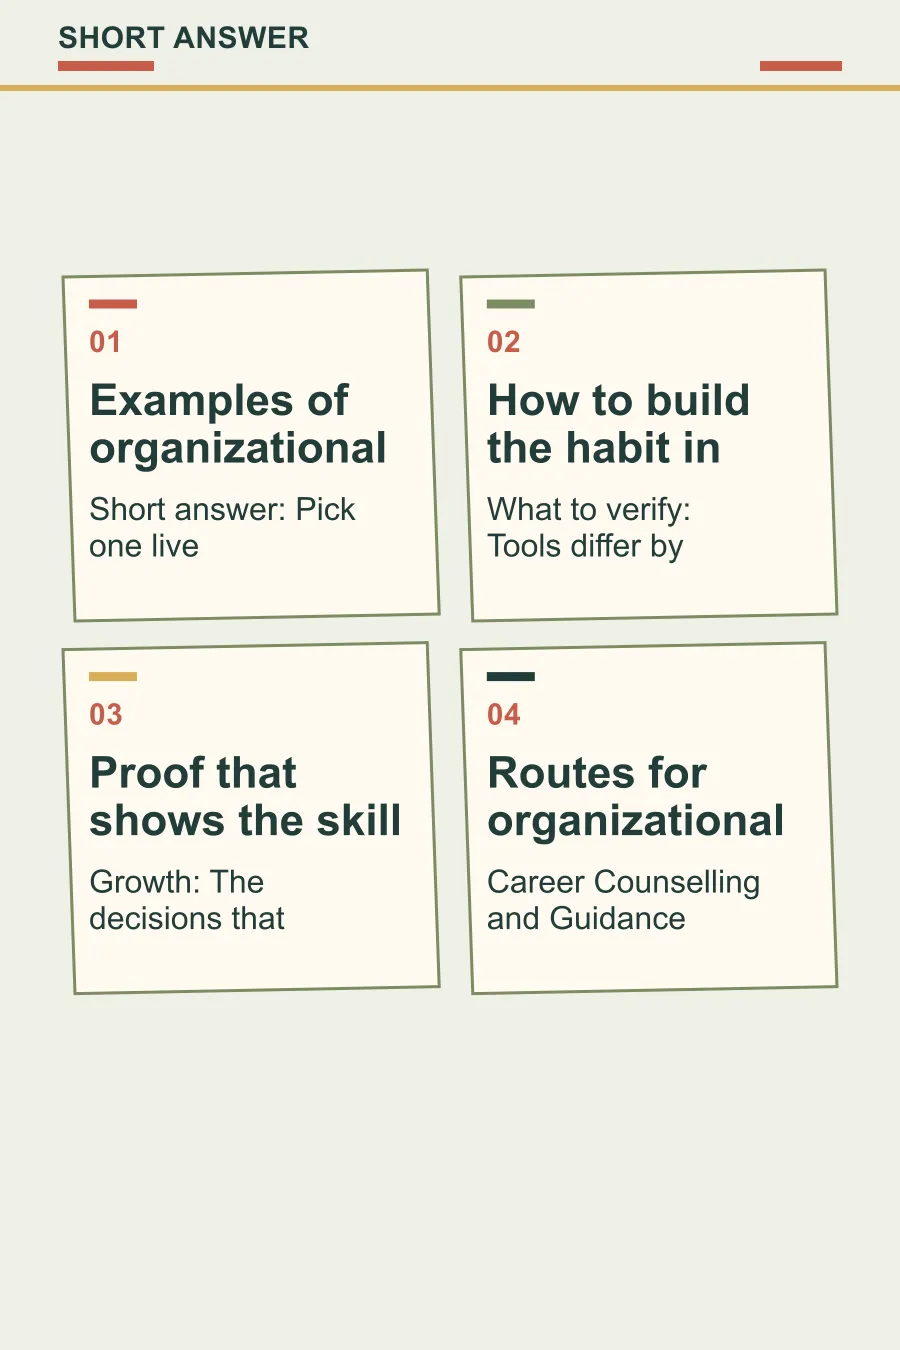 SHORT ANSWER
01
Examples of
organizational
Short answer: Pick
one live
02
How to build
the habit in
What to verify:
Tools differ by
03
Proof that
shows the skill
Growth: The
decisions that
04
Routes for
organizational
Career Counselling
and Guidance